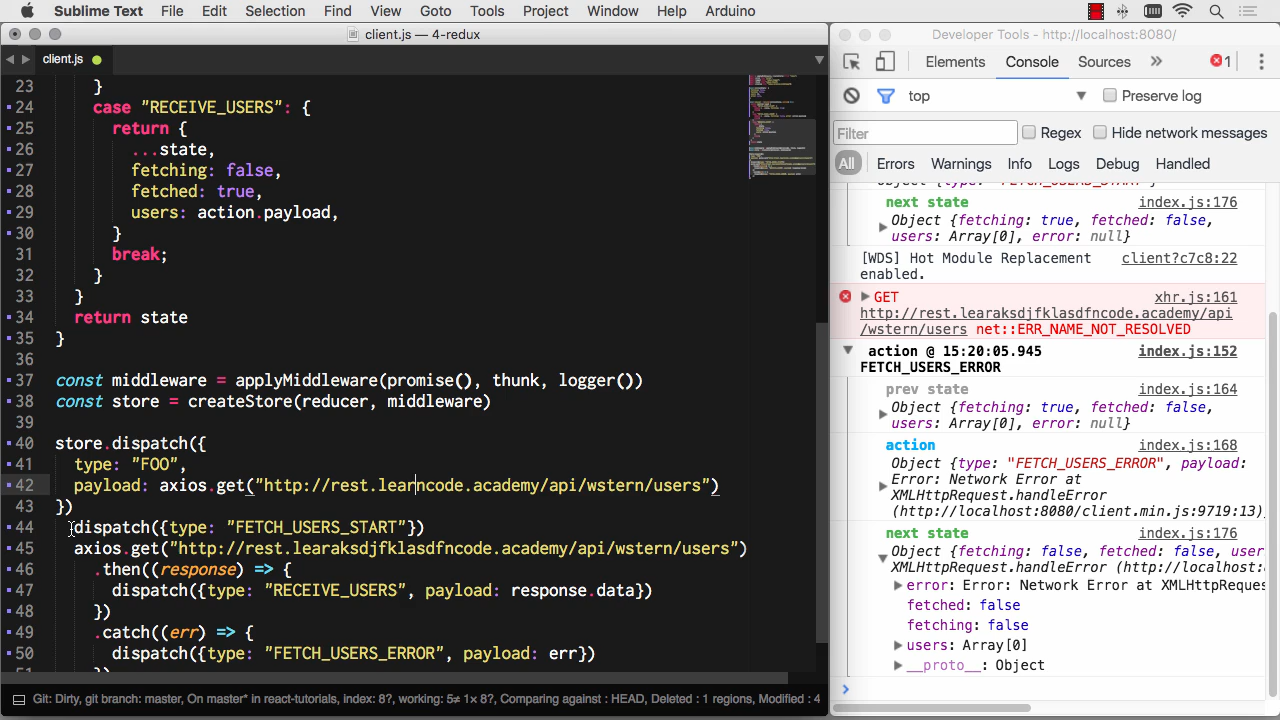 Sublime Text File Edit Selection Find View Goto Tools Project Window Help Arduino
client.js — 4-redux
client.js
23 }
24 case "RECEIVE_USERS": {
25 return {
26 ...state,
27 fetching: false,
28 fetched: true,
29 users: action.payload,
30 }
31 break;
32 }
33 }
34 return state
35 }
36
37 const middleware = applyMiddleware(promise(), thunk, logger())
38 const store = createStore(reducer, middleware)
39
40 store.dispatch({
41 type: "FOO",
42 payload: axios.get("http://rest.learncode.academy/api/wstern/users")
43 })
44 dispatch({type: "FETCH_USERS_START"})
45 axios.get("http://rest.learaksdjfklasdfncode.academy/api/wstern/users")
46 .then((response) => {
47 dispatch({type: "RECEIVE_USERS", payload: response.data})
48 })
49 .catch((err) => {
50 dispatch({type: "FETCH_USERS_ERROR", payload: err})
51 })
Git: Dirty, git branch: master, On master* in react-tutorials, index: 8?, working: 5≠ 1× 8?, Comparing against : HEAD, Deleted : 1 regions, Modified : 4
Developer Tools - http://localhost:8080/
Elements Console Sources » 1
top Preserve log
Filter Regex Hide network messages
All Errors Warnings Info Logs Debug Handled
Object {type: "FETCH_USERS_START"}
next state index.js:176
Object {fetching: true, fetched: false,
users: Array[0], error: null}
[WDS] Hot Module Replacement client?c7c8:22
enabled.
GET xhr.js:161
http://rest.learaksdjfklasdfncode.academy/api
/wstern/users net::ERR_NAME_NOT_RESOLVED
action @ 15:20:05.945 index.js:152
FETCH_USERS_ERROR
prev state index.js:164
Object {fetching: true, fetched: false,
users: Array[0], error: null}
action index.js:168
Object {type: "FETCH_USERS_ERROR", payload:
Error: Network Error at
XMLHttpRequest.handleError
(http://localhost:8080/client.min.js:9719:13)
next state index.js:176
Object {fetching: false, fetched: false, user
XMLHttpRequest.handleError (http://localhost:
error: Error: Network Error at XMLHttpReques
fetched: false
fetching: false
users: Array[0]
__proto__: Object